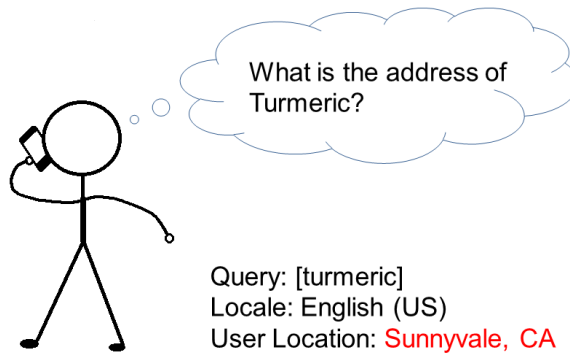 What is the address of
Turmeric?
Query: [turmeric]
Locale: English (US)
User Location: Sunnyvale, CA